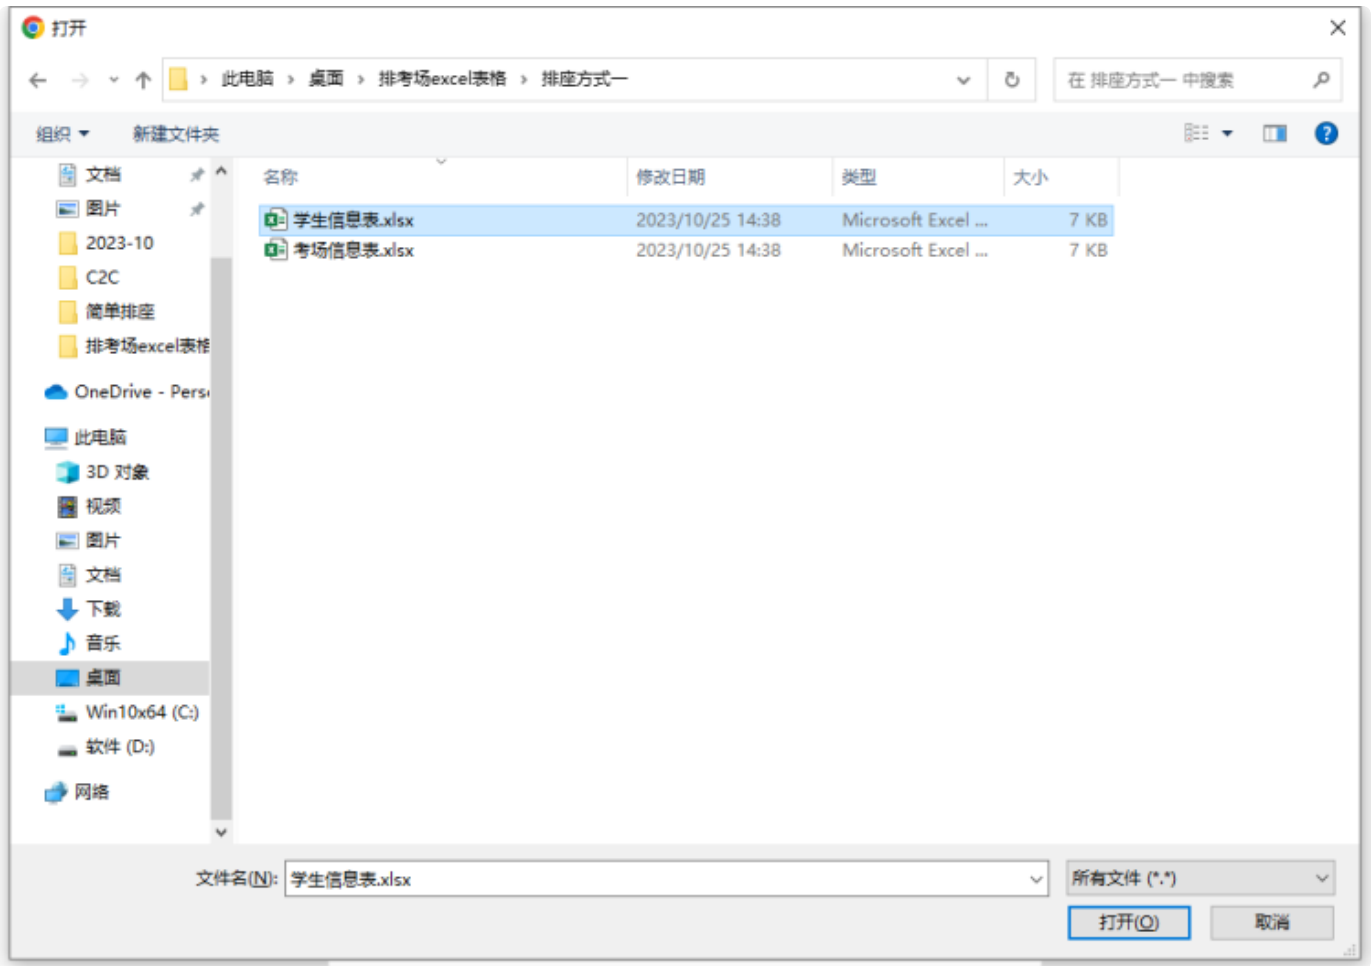 打开
此电脑 › 桌面 › 排考场excel表格 › 排座方式一
在 排座方式一 中搜索
组织 新建文件夹
名称 修改日期 类型 大小
学生信息表.xlsx 2023/10/25 14:38 Microsoft Excel ... 7 KB
考场信息表.xlsx 2023/10/25 14:38 Microsoft Excel ... 7 KB
文档
图片
2023-10
C2C
简单排座
排考场excel表格
OneDrive - Pers
此电脑
3D 对象
视频
图片
文档
下载
音乐
桌面
Win10x64 (C:)
软件 (D:)
网络
文件名(N): 学生信息表.xlsx
所有文件 (*.*)
打开(O) 取消